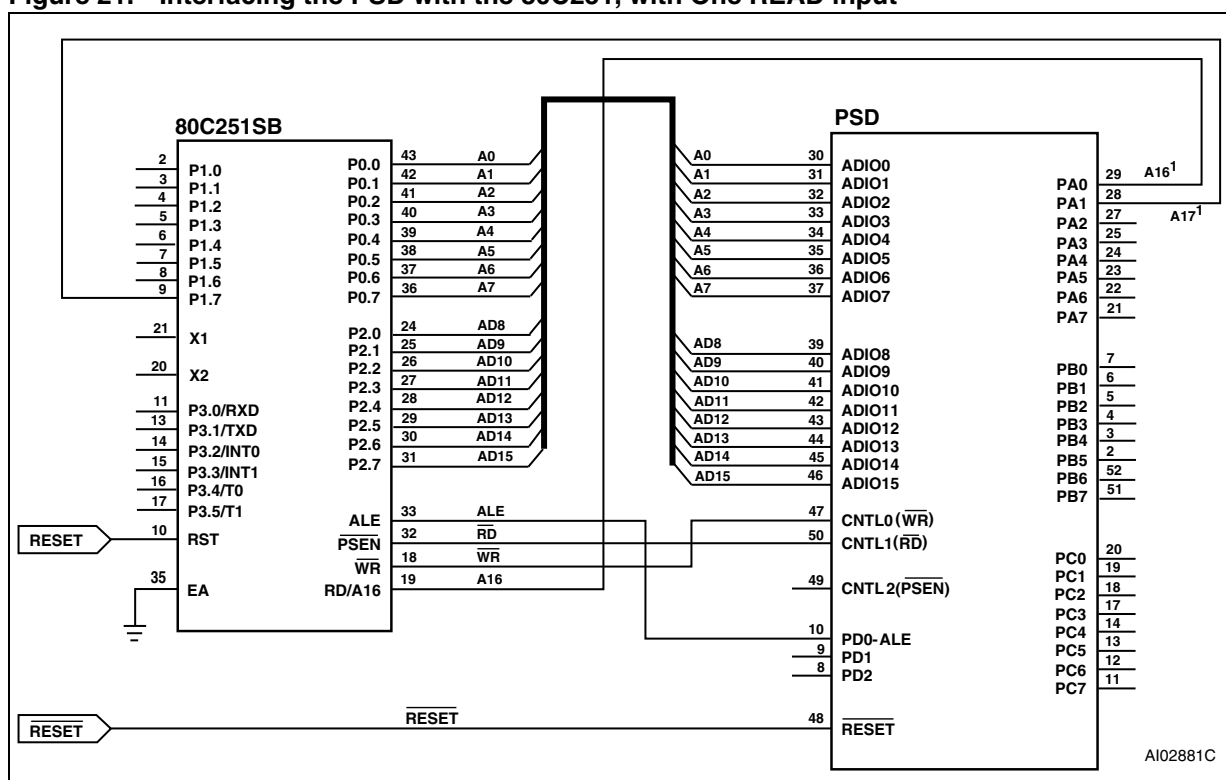 Figure 21. Interfacing the PSD with the 80C251, with One READ Input
80C251SB
2 P1.0
3 P1.1
4 P1.2
5 P1.3
6 P1.4
7 P1.5
8 P1.6
9 P1.7
21 X1
20 X2
11 P3.0/RXD
13 P3.1/TXD
14 P3.2/INT0
15 P3.3/INT1
16 P3.4/T0
17 P3.5/T1
RESET 10 RST
35 EA
P0.0 43 A0
P0.1 42 A1
P0.2 41 A2
P0.3 40 A3
P0.4 39 A4
P0.5 38 A5
P0.6 37 A6
P0.7 36 A7
P2.0 24 AD8
P2.1 25 AD9
P2.2 26 AD10
P2.3 27 AD11
P2.4 28 AD12
P2.5 29 AD13
P2.6 30 AD14
P2.7 31 AD15
ALE 33 ALE
PSEN 32 RD
WR 18 WR
RD/A16 19 A16
PSD
A0 30 ADIO0
A1 31 ADIO1
A2 32 ADIO2
A3 33 ADIO3
A4 34 ADIO4
A5 35 ADIO5
A6 36 ADIO6
A7 37 ADIO7
AD8 39 ADIO8
AD9 40 ADIO9
AD10 41 ADIO10
AD11 42 ADIO11
AD12 43 ADIO12
AD13 44 ADIO13
AD14 45 ADIO14
AD15 46 ADIO15
47 CNTL0(WR)
50 CNTL1(RD)
49 CNTL2(PSEN)
10 PD0-ALE
9 PD1
8 PD2
RESET RESET 48 RESET
PA0 29 A16¹
PA1 28 A17¹
PA2 27
PA3 25
PA4 24
PA5 23
PA6 22
PA7 21
PB0 7
PB1 6
PB2 5
PB3 4
PB4 3
PB5 2
PB6 52
PB7 51
PC0 20
PC1 19
PC2 18
PC3 17
PC4 14
PC5 13
PC6 12
PC7 11
AI02881C